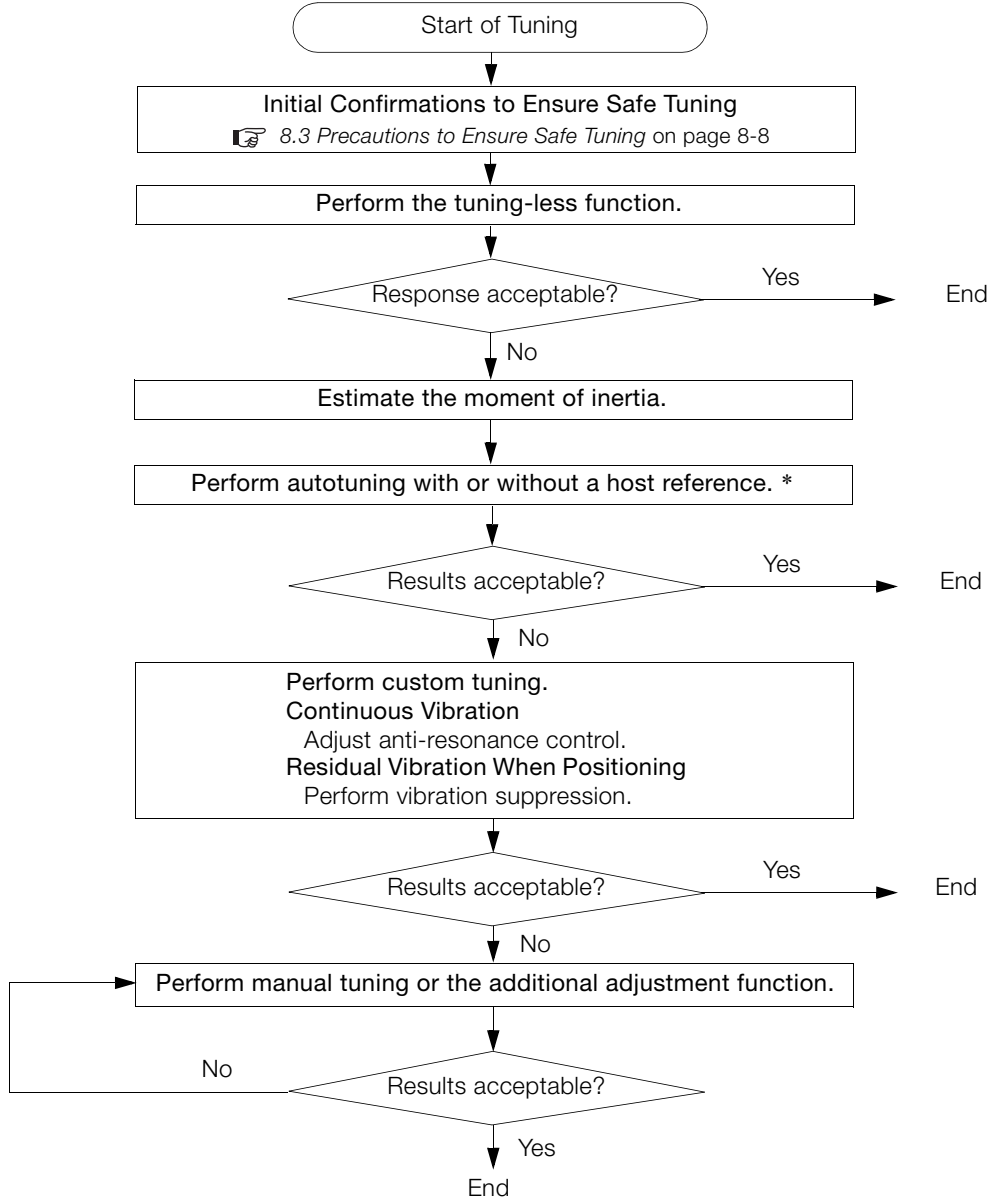 Start of Tuning
Initial Confirmations to Ensure Safe Tuning
8.3 Precautions to Ensure Safe Tuning on page 8-8
Perform the tuning-less function.
Response acceptable?
Yes
End
No
Estimate the moment of inertia.
Perform autotuning with or without a host reference. *
Results acceptable?
Yes
End
No
Perform custom tuning.
Continuous Vibration
Adjust anti-resonance control.
Residual Vibration When Positioning
Perform vibration suppression.
Results acceptable?
Yes
End
No
Perform manual tuning or the additional adjustment function.
No
Results acceptable?
Yes
End